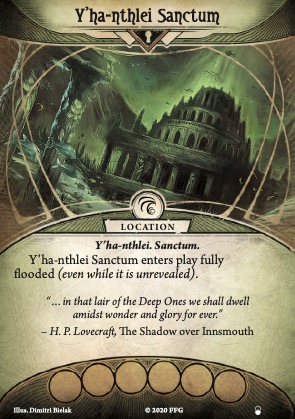 Y'ha-nthlei Sanctum
LOCATION
Y'ha-nthlei. Sanctum.
Y'ha-nthlei Sanctum enters play fully
flooded (even while it is unrevealed).
“… in that lair of the Deep Ones we shall dwell
amidst wonder and glory for ever.”
– H. P. Lovecraft, The Shadow over Innsmouth
Illus. Dimitri Bielak
© 2020 FFG